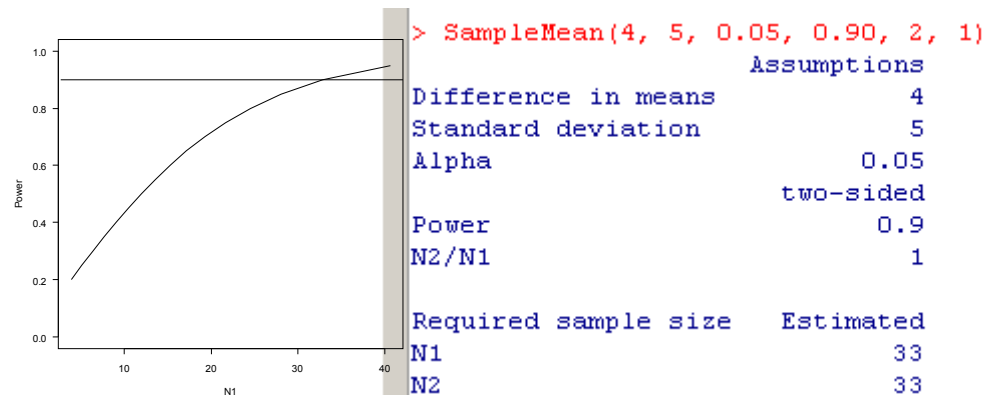 1.0
0.8
0.6
0.4
0.2
0.0
Power
10 20 30 40
N1
> SampleMean(4, 5, 0.05, 0.90, 2, 1)
Assumptions
Difference in means 4
Standard deviation 5
Alpha 0.05
two-sided
Power 0.9
N2/N1 1
Required sample size Estimated
N1 33
N2 33